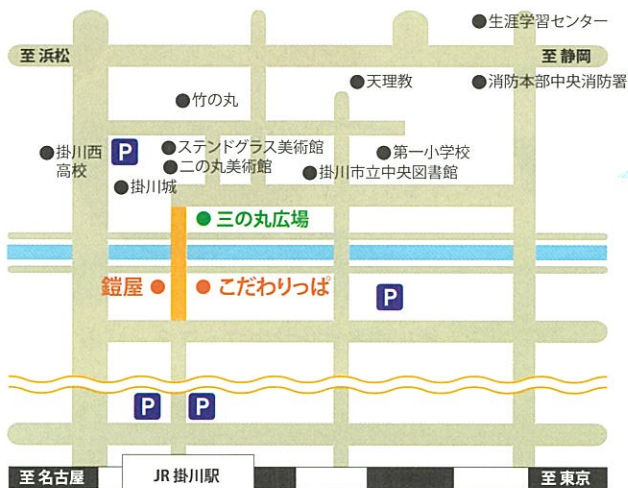 生涯学習センター
至 浜松
至 静岡
天理教
消防本部中央消防署
竹の丸
掛川西
高校
P
ステンドグラス美術館
第一小学校
二の丸美術館
掛川市立中央図書館
掛川城
三の丸広場
鎧屋
こだわりっぱ
P
P
P
至 名古屋
JR 掛川駅
至 東京